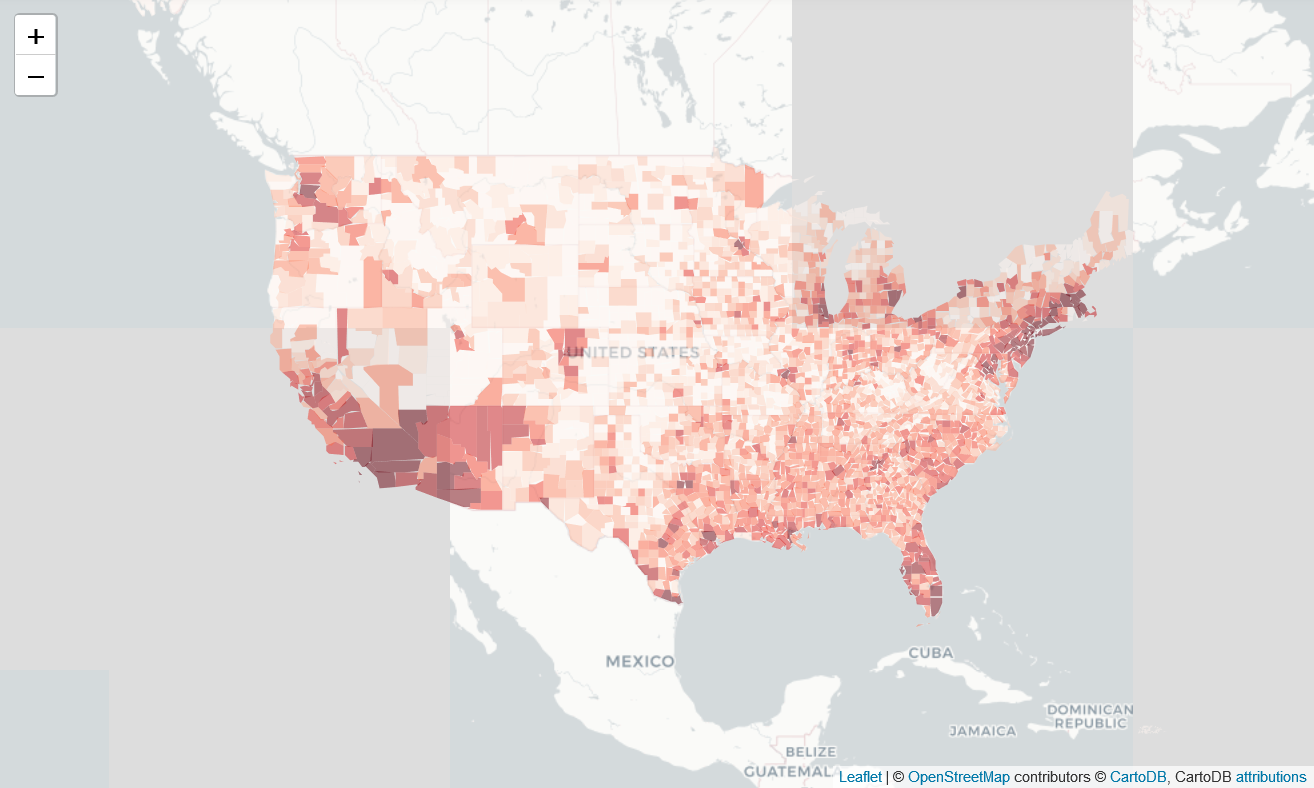 +
−
UNITED STATES
MEXICO
CUBA
DOMINICAN
REPUBLIC
JAMAICA
BELIZE
GUATEMAL
Leaflet | © OpenStreetMap contributors © CartoDB, CartoDB attributions